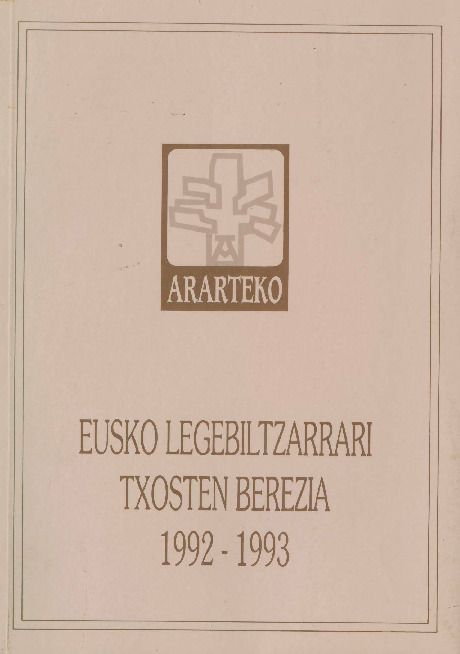 ARARTEKO
EUSKO LEGEBILTZARRARI
TXOSTEN BEREZIA
1992 - 1993